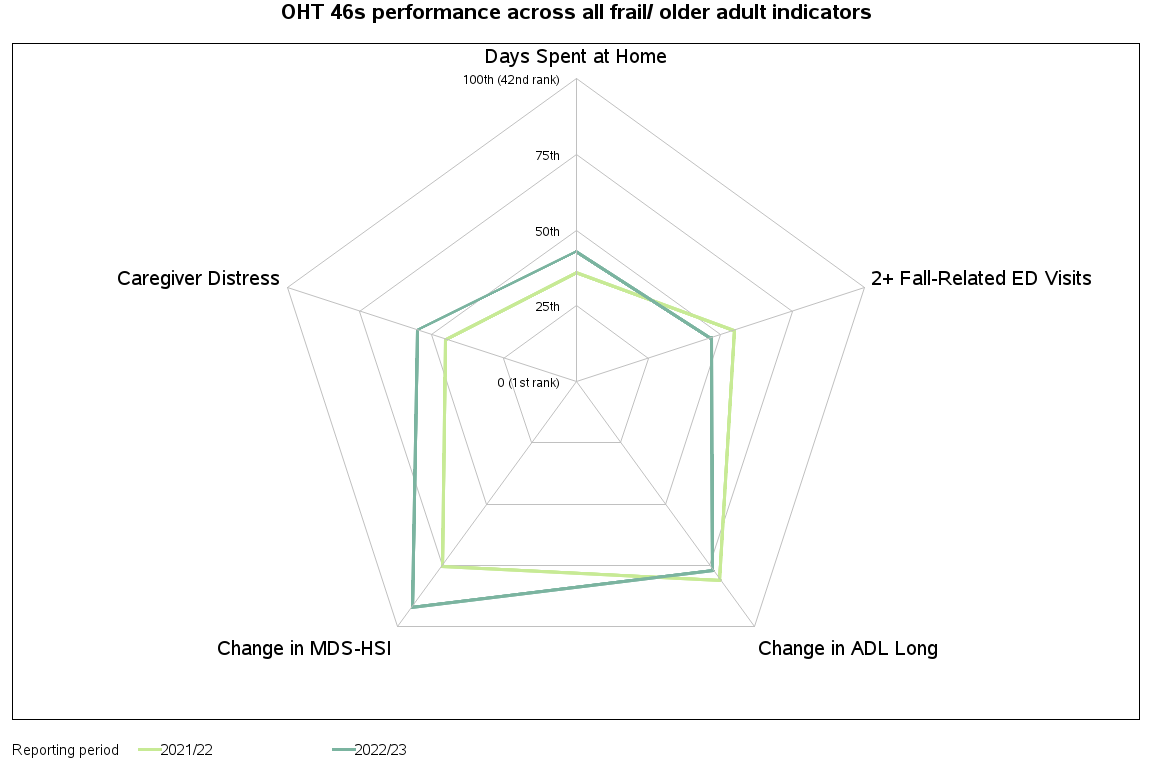 OHT 46s performance across all frail/ older adult indicators
Days Spent at Home
100th (42nd rank)
75th
50th
25th
0 (1st rank)
Caregiver Distress
2+ Fall-Related ED Visits
Change in MDS-HSI
Change in ADL Long
Reporting period 2021/22 2022/23